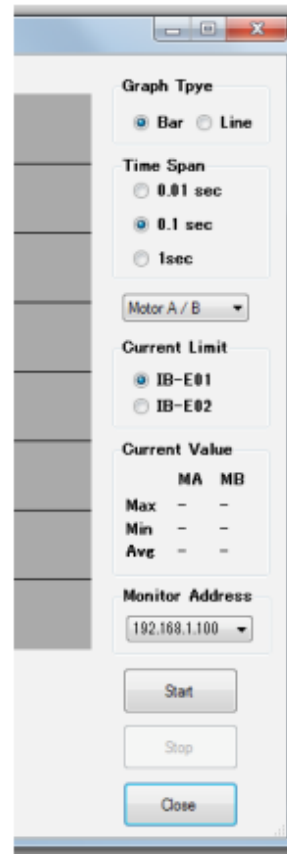 Graph Tpye
Bar Line
Time Span
0.01 sec
0.1 sec
1sec
Motor A / B
Current Limit
IB-E01
IB-E02
Current Value
MA MB
Max - -
Min - -
Avg - -
Monitor Address
192.168.1.100
Start
Stop
Close